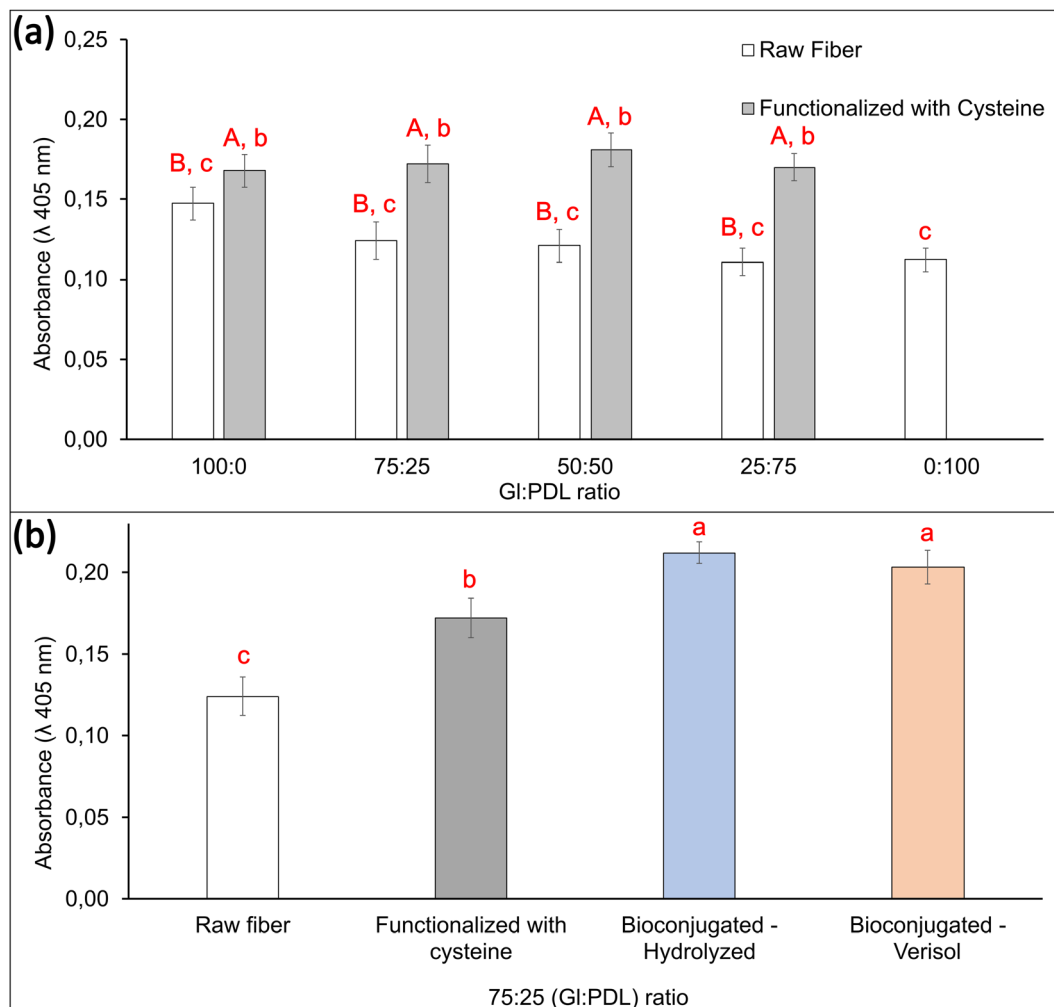 (a)
0,25
0,20
0,15
0,10
0,05
0,00
Absorbance (λ 405 nm)
Raw Fiber
Functionalized with Cysteine
B, c
A, b
B, c
A, b
B, c
A, b
B, c
A, b
c
100:0
75:25
50:50
25:75
0:100
Gl:PDL ratio
(b)
0,20
0,15
0,10
0,05
0,00
Absorbance (λ 405 nm)
c
b
a
a
Raw fiber
Functionalized with
cysteine
Bioconjugated -
Hydrolyzed
Bioconjugated -
Verisol
75:25 (Gl:PDL) ratio